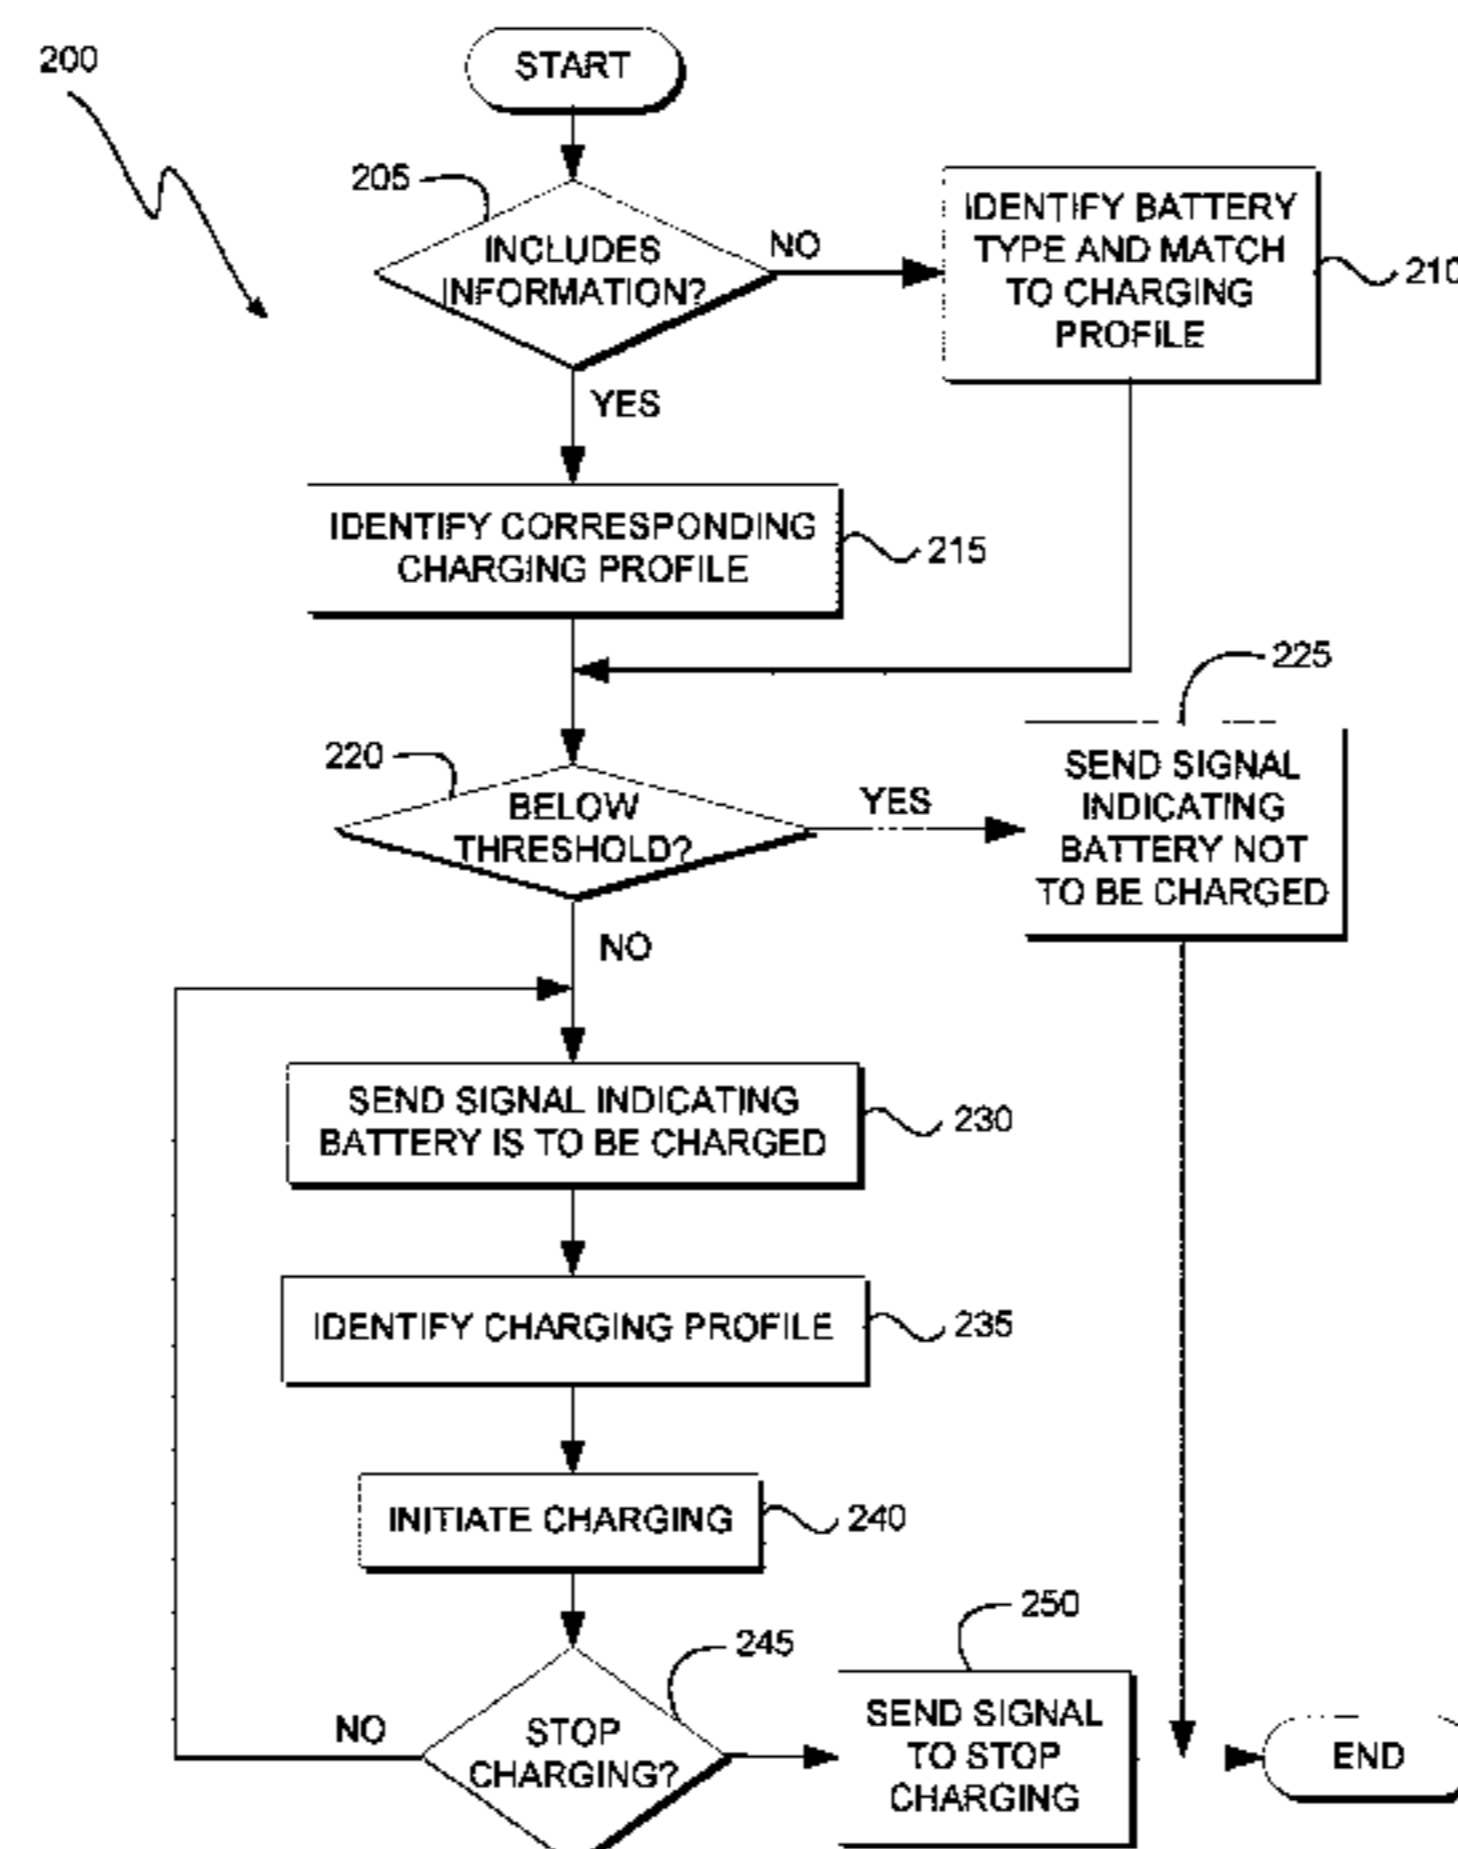 200
START
205
INCLUDES
INFORMATION?
NO
IDENTIFY BATTERY
TYPE AND MATCH
TO CHARGING
PROFILE
210
YES
IDENTIFY CORRESPONDING
CHARGING PROFILE
215
220
BELOW
THRESHOLD?
YES
225
SEND SIGNAL
INDICATING
BATTERY NOT
TO BE CHARGED
NO
SEND SIGNAL INDICATING
BATTERY IS TO BE CHARGED
230
IDENTIFY CHARGING PROFILE
235
INITIATE CHARGING
240
245
STOP
CHARGING?
NO
250
SEND SIGNAL
TO STOP
CHARGING
END